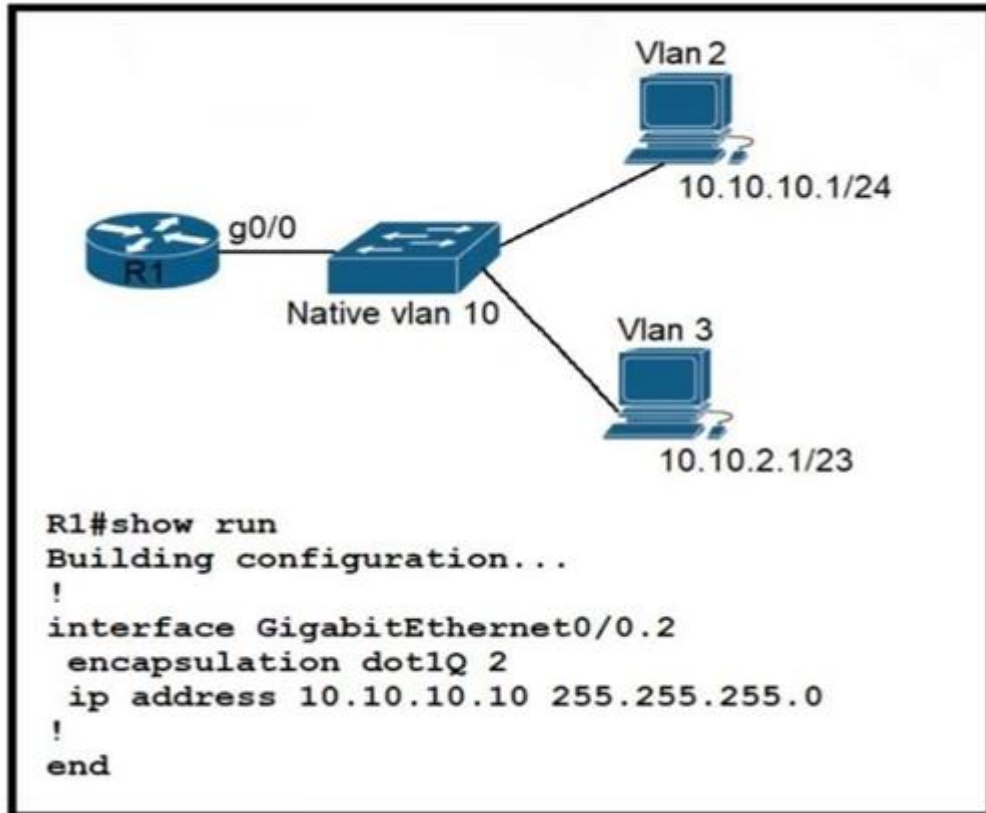 Vlan 2
10.10.10.1/24
g0/0
R1
Native vlan 10
Vlan 3
10.10.2.1/23
R1#show run
Building configuration...
!
interface GigabitEthernet0/0.2
encapsulation dot1Q 2
ip address 10.10.10.10 255.255.255.0
!
end